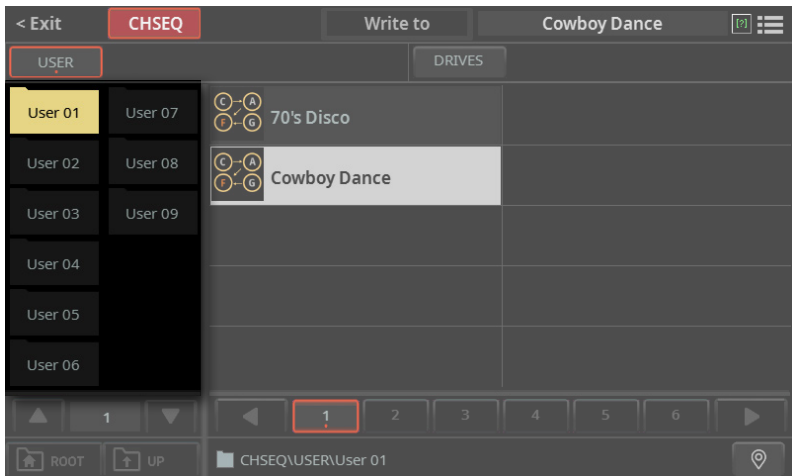 < Exit CHSEQ Write to Cowboy Dance [?]
USER DRIVES
User 01 User 07
User 02 User 08
User 03 User 09
User 04
User 05
User 06
C A F G 70's Disco
C A F G Cowboy Dance
1 1 2 3 4 5 6
ROOT UP CHSEQ\USER\User 01